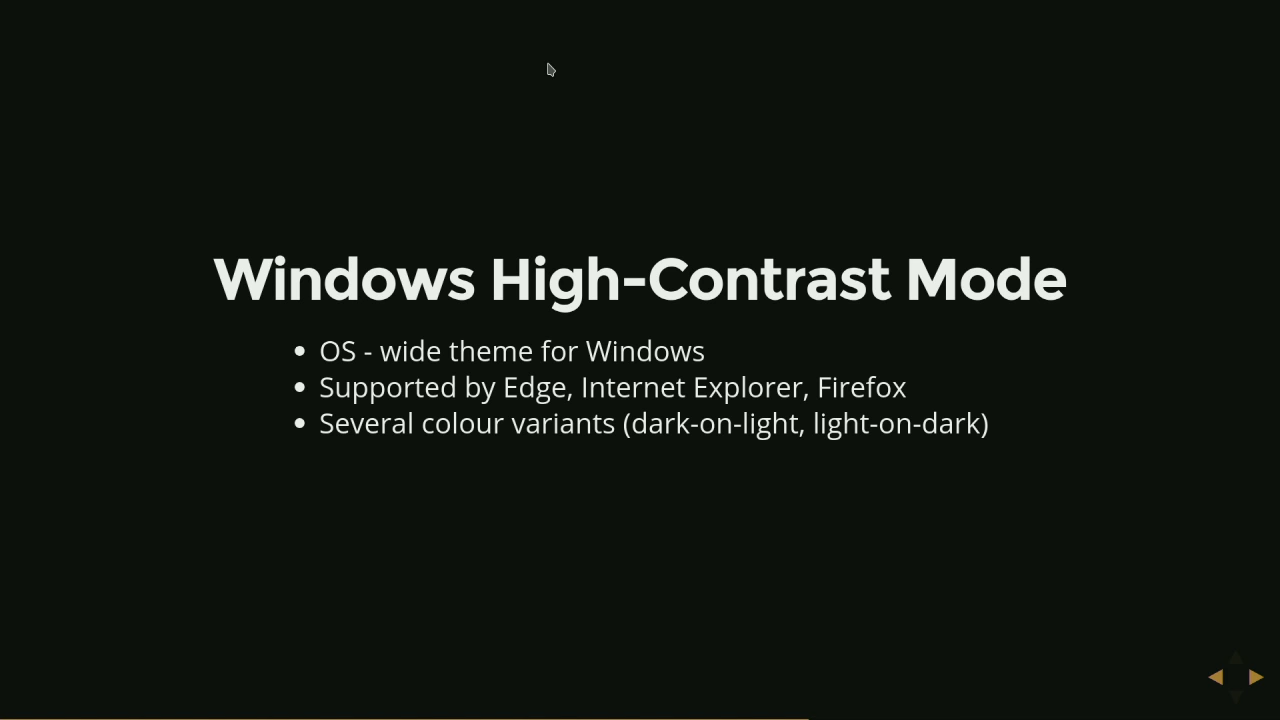 Windows High-Contrast Mode
OS - wide theme for Windows
Supported by Edge, Internet Explorer, Firefox
Several colour variants (dark-on-light, light-on-dark)